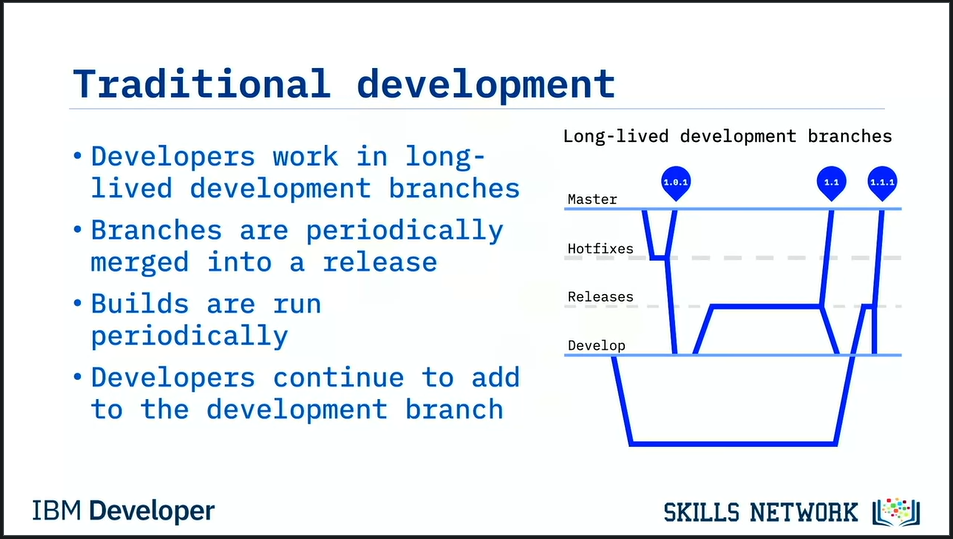 Traditional development
• Developers work in long-
lived development branches
• Branches are periodically
merged into a release
• Builds are run
periodically
• Developers continue to add
to the development branch
Long-lived development branches
1.0.1
1.1
1.1.1
Master
Hotfixes
Releases
Develop
IBM Developer
SKILLS NETWORK